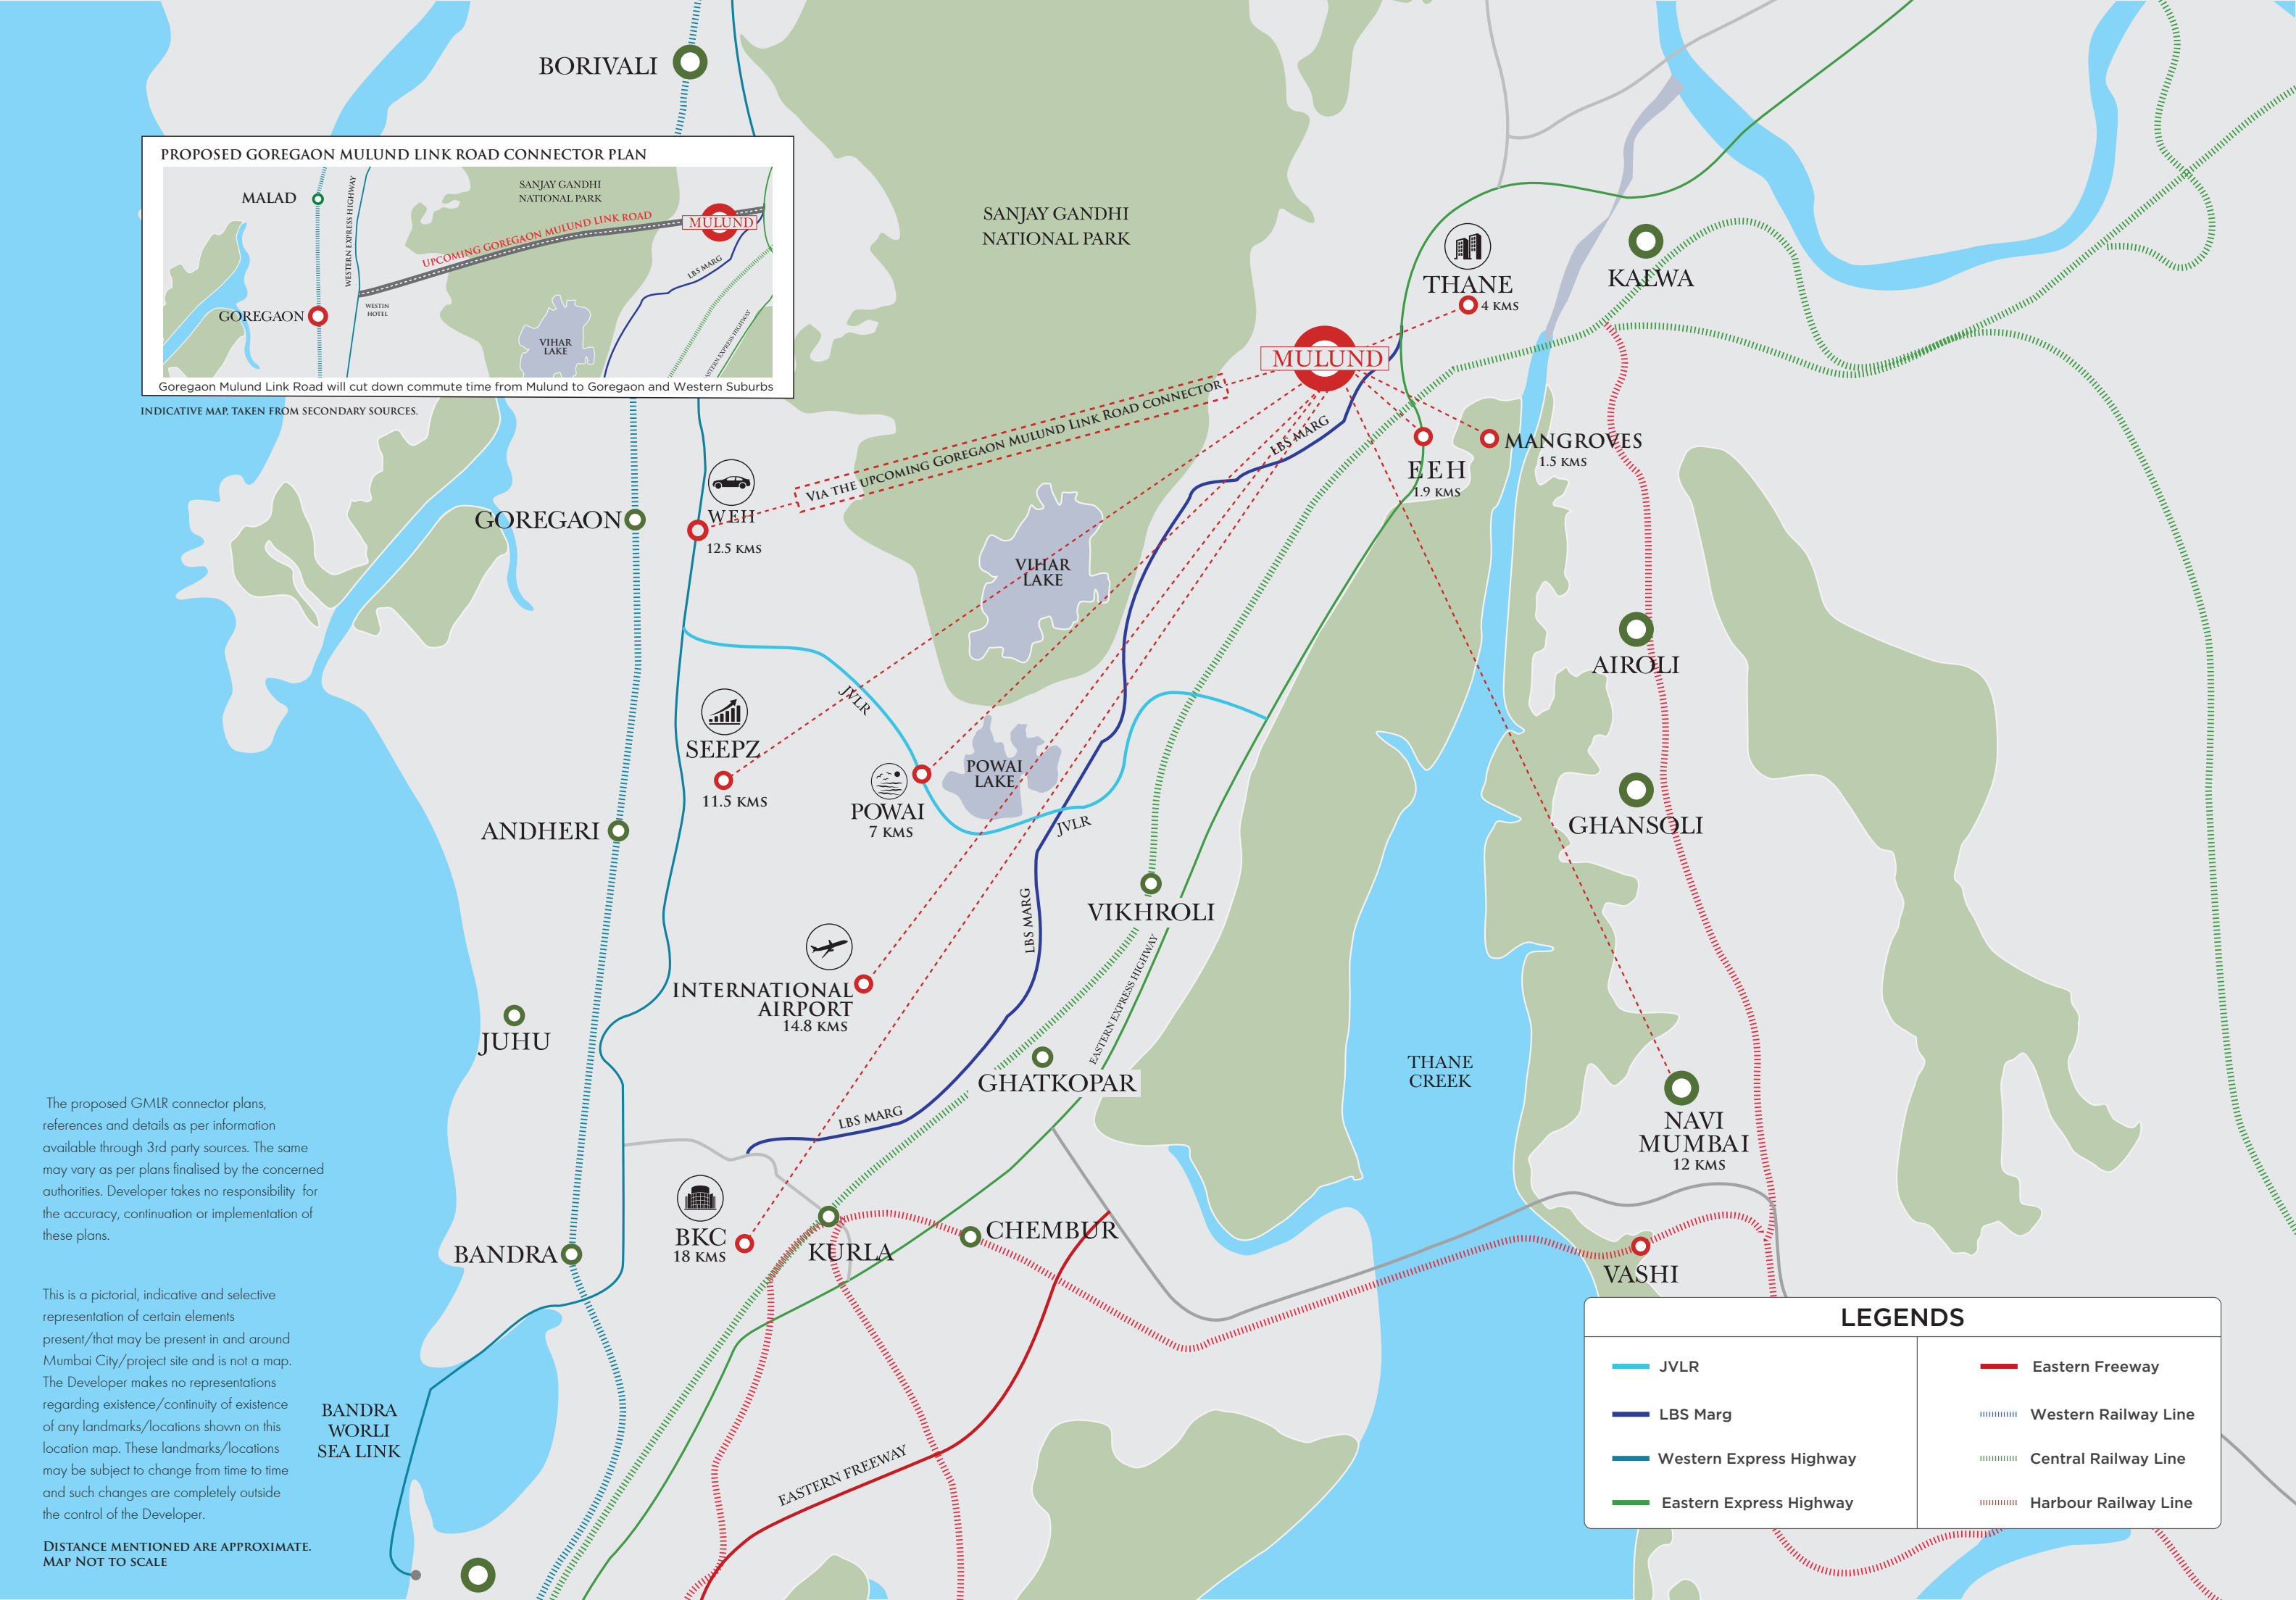 BORIVALI
PROPOSED GOREGAON MULUND LINK ROAD CONNECTOR PLAN
MALAD
WESTERN EXPRESS HIGHWAY
SANJAY GANDHI
NATIONAL PARK
UPCOMING GOREGAON MULUND LINK ROAD
MULUND
LBS MARG
GOREGAON
WESTIN
HOTEL
VIHAR
LAKE
ASTERN EXPRESS HIGHWAY
Goregaon Mulund Link Road will cut down commute time from Mulund to Goregaon and Western Suburbs
INDICATIVE MAP, TAKEN FROM SECONDARY SOURCES.
SANJAY GANDHI
NATIONAL PARK
THANE
4 KMS
KALWA
MULUND
VIA THE UPCOMING GOREGAON MULUND LINK ROAD CONNECTOR
LBS MARG
EEH
1.9 KMS
MANGROVES
1.5 KMS
GOREGAON
WEH
12.5 KMS
VIHAR
LAKE
AIROLI
JVLR
SEEPZ
11.5 KMS
POWAI
LAKE
POWAI
7 KMS
JVLR
GHANSOLI
ANDHERI
LBS MARG
VIKHROLI
EASTERN EXPRESS HIGHWAY
INTERNATIONAL
AIRPORT
14.8 KMS
JUHU
GHATKOPAR
THANE
CREEK
LBS MARG
NAVI
MUMBAI
12 KMS
BKC
18 KMS
KURLA
CHEMBUR
BANDRA
VASHI
The proposed GMLR connector plans,
references and details as per information
available through 3rd party sources. The same
may vary as per plans finalised by the concerned
authorities. Developer takes no responsibility for
the accuracy, continuation or implementation of
these plans.
This is a pictorial, indicative and selective
representation of certain elements
present/that may be present in and around
Mumbai City/project site and is not a map.
The Developer makes no representations
regarding existence/continuity of existence
of any landmarks/locations shown on this
location map. These landmarks/locations
may be subject to change from time to time
and such changes are completely outside
the control of the Developer.
DISTANCE MENTIONED ARE APPROXIMATE.
MAP NOT TO SCALE
BANDRA
WORLI
SEA LINK
EASTERN FREEWAY
LEGENDS
JVLR
LBS Marg
Western Express Highway
Eastern Express Highway
Eastern Freeway
Western Railway Line
Central Railway Line
Harbour Railway Line